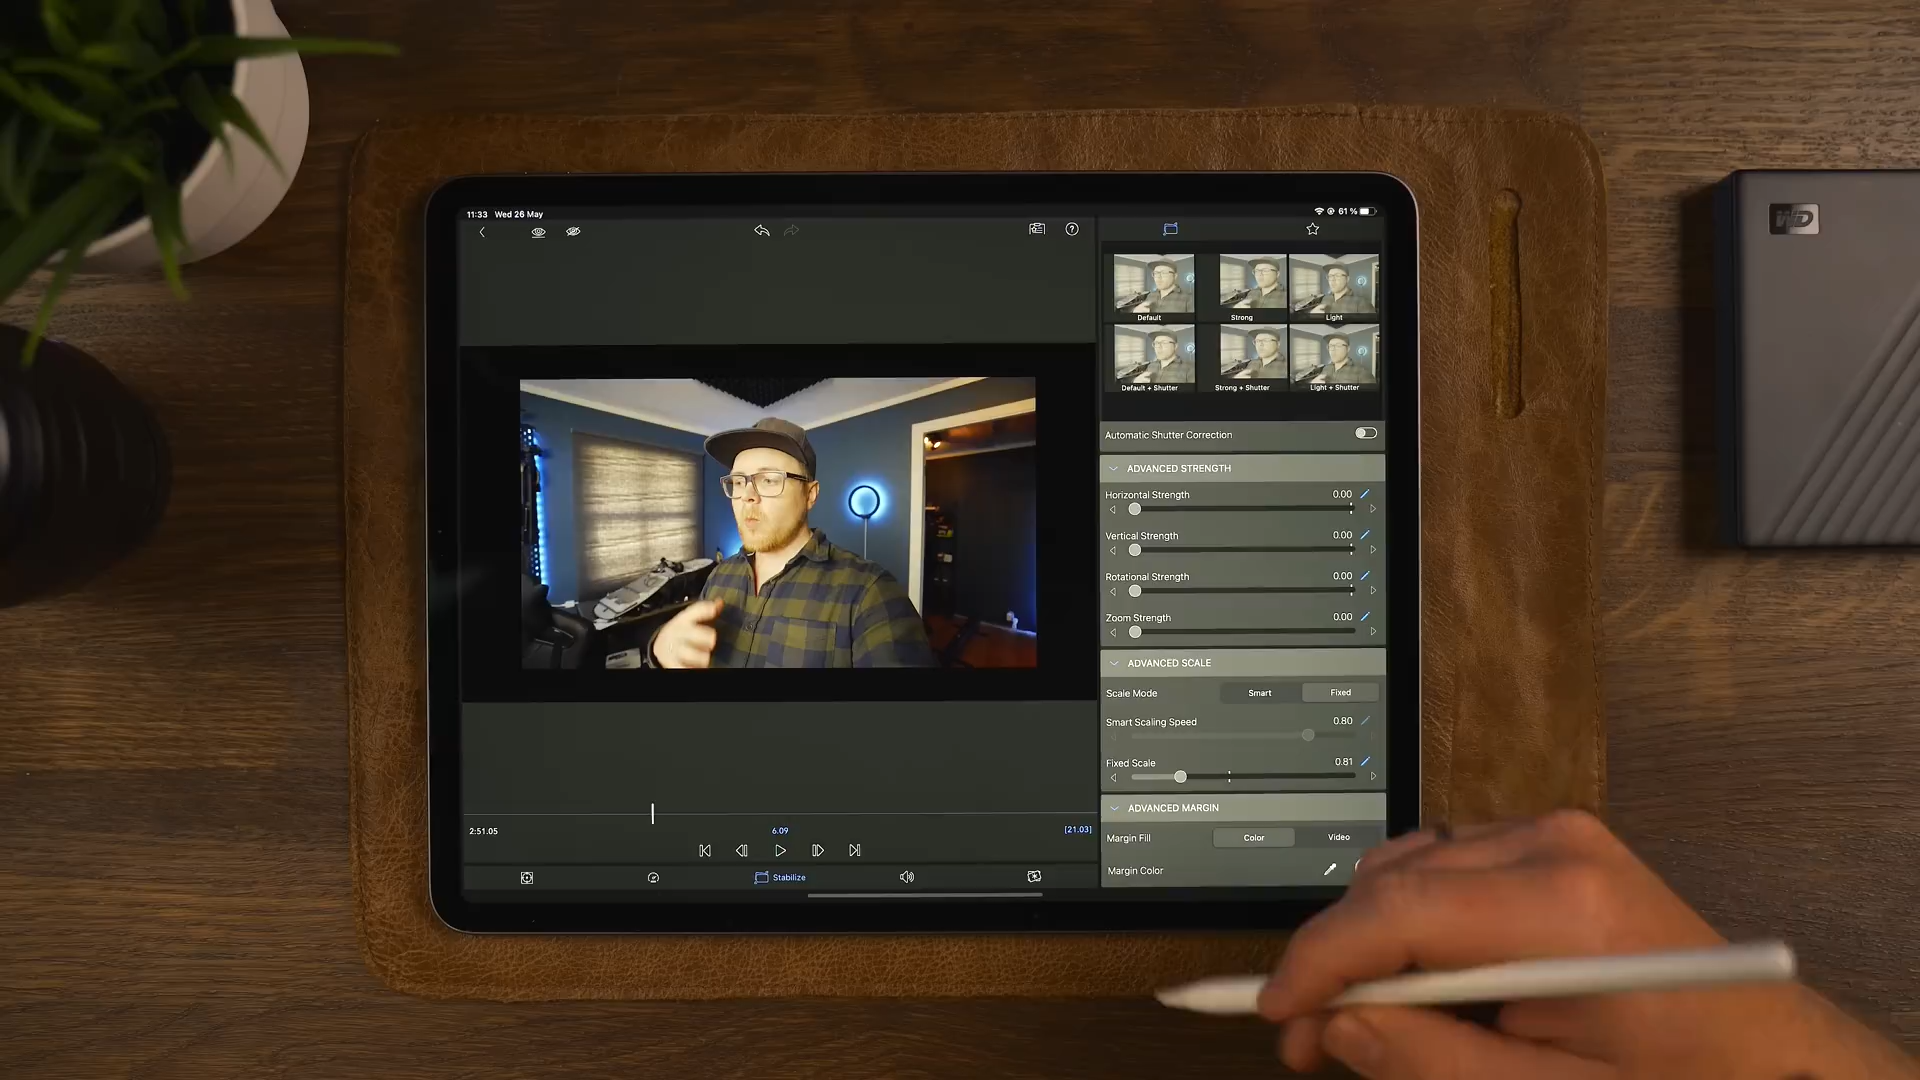 11:33 Wed 26 May
61 %
WD
Default
Strong
Light
Default + Shutter
Strong + Shutter
Light + Shutter
Automatic Shutter Correction
ADVANCED STRENGTH
Horizontal Strength 0.00
Vertical Strength 0.00
Rotational Strength 0.00
Zoom Strength 0.00
ADVANCED SCALE
Scale Mode Smart Fixed
Smart Scaling Speed 0.80
Fixed Scale 0.81
ADVANCED MARGIN
Margin Fill Color Video
Margin Color
2:51.05
6.09
[21.03]
Stabilize